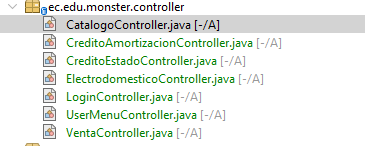 ec.edu.monster.controller
CatalogoController.java [-/A]
CreditoAmortizacionController.java [-/A]
CreditoEstadoController.java [-/A]
ElectrodomesticoController.java [-/A]
LoginController.java [-/A]
UserMenuController.java [-/A]
VentaController.java [-/A]